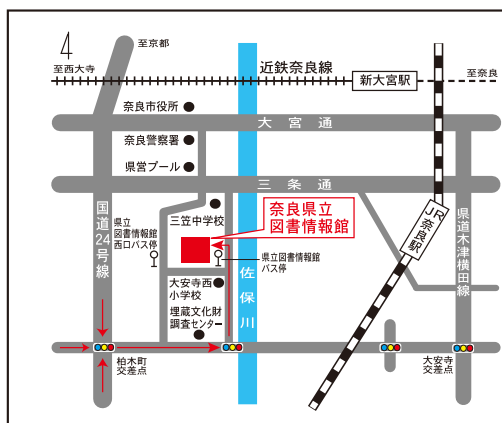 至京都
至西大寺
近鉄奈良線
新大宮駅
至奈良
奈良市役所
大宮通
奈良警察署
県営プール
三条通
国道24号線
県立
図書情報館
西口バス停
三笠中学校
奈良県立
図書情報館
県立図書情報館
バス停
JR奈良駅
県道木津横田線
大安寺西
小学校
佐保川
埋蔵文化財
調査センター
柏木町
交差点
大安寺
交差点